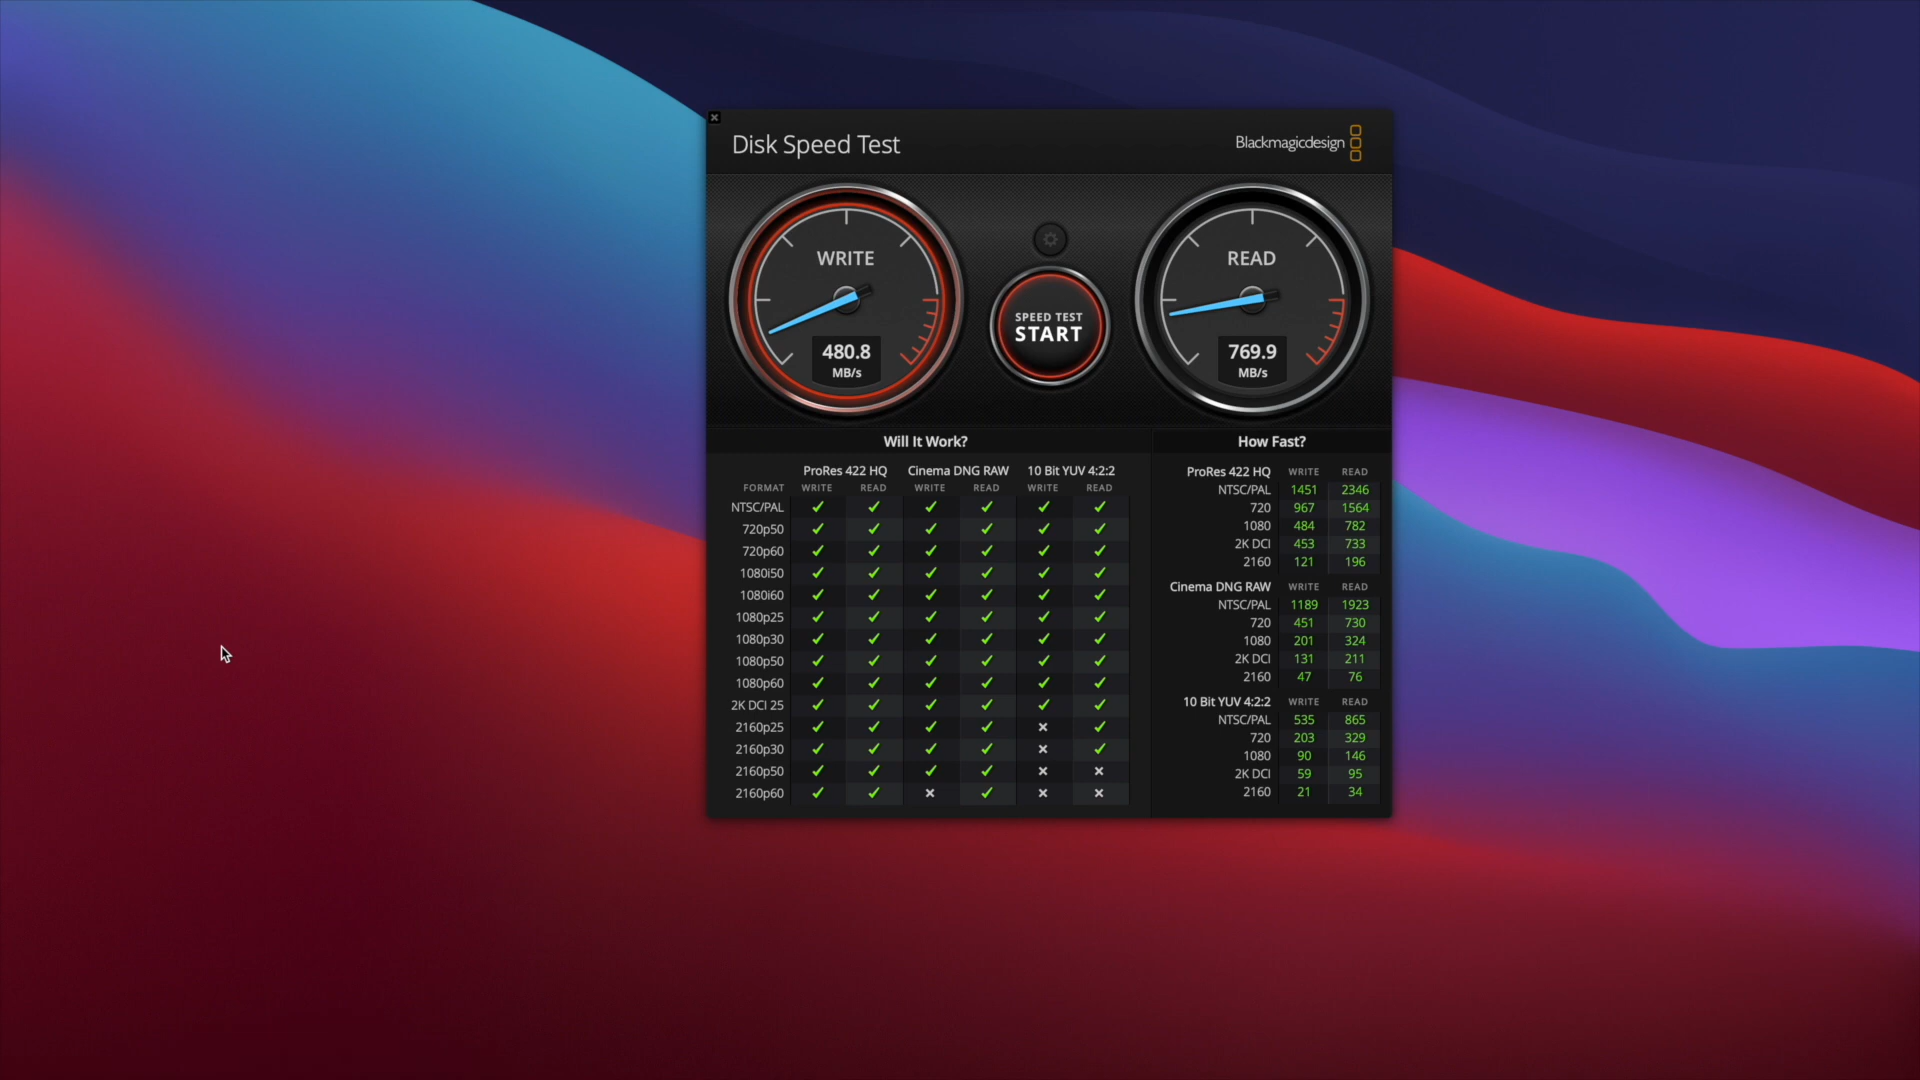 Disk Speed Test
Blackmagicdesign
WRITE
480.8
MB/s
SPEED TEST
START
READ
769.9
MB/s
Will It Work?
ProRes 422 HQ Cinema DNG RAW 10 Bit YUV 4:2:2
FORMAT WRITE READ WRITE READ WRITE READ
NTSC/PAL ✓ ✓ ✓ ✓ ✓ ✓
720p50 ✓ ✓ ✓ ✓ ✓ ✓
720p60 ✓ ✓ ✓ ✓ ✓ ✓
1080i50 ✓ ✓ ✓ ✓ ✓ ✓
1080i60 ✓ ✓ ✓ ✓ ✓ ✓
1080p25 ✓ ✓ ✓ ✓ ✓ ✓
1080p30 ✓ ✓ ✓ ✓ ✓ ✓
1080p50 ✓ ✓ ✓ ✓ ✓ ✓
1080p60 ✓ ✓ ✓ ✓ ✓ ✓
2K DCI 25 ✓ ✓ ✓ ✓ ✓ ✓
2160p25 ✓ ✓ ✓ ✓ × ✓
2160p30 ✓ ✓ ✓ ✓ × ✓
2160p50 ✓ ✓ ✓ ✓ × ×
2160p60 ✓ ✓ × ✓ × ×
How Fast?
ProRes 422 HQ WRITE READ
NTSC/PAL 1451 2346
720 967 1564
1080 484 782
2K DCI 453 733
2160 121 196
Cinema DNG RAW WRITE READ
NTSC/PAL 1189 1923
720 451 730
1080 201 324
2K DCI 131 211
2160 47 76
10 Bit YUV 4:2:2 WRITE READ
NTSC/PAL 535 865
720 203 329
1080 90 146
2K DCI 59 95
2160 21 34